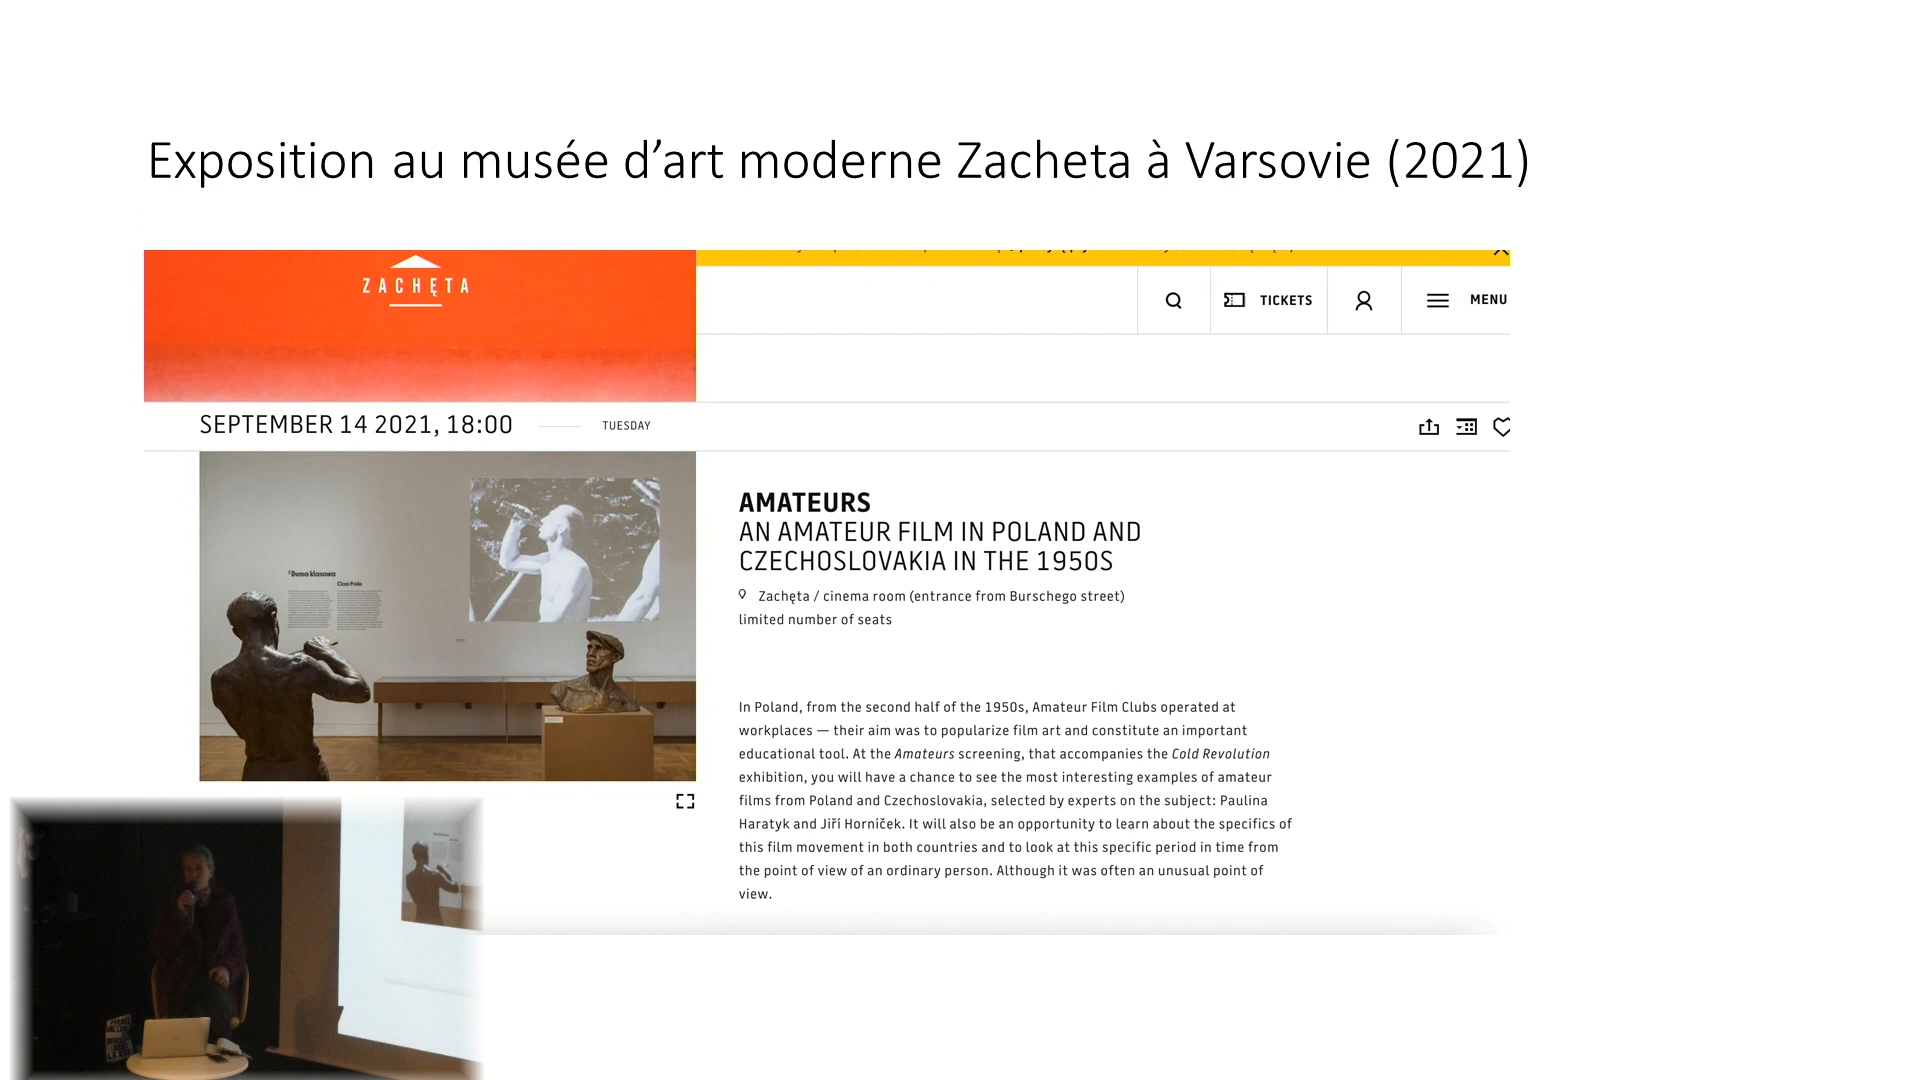 Exposition au musée d’art moderne Zacheta à Varsovie (2021)
ZACHĘTA
TICKETS
MENU
SEPTEMBER 14 2021, 18:00
TUESDAY
Duma klasowa
Class Pride
AMATEURS
AN AMATEUR FILM IN POLAND AND
CZECHOSLOVAKIA IN THE 1950S
Zachęta / cinema room (entrance from Burschego street)
limited number of seats
In Poland, from the second half of the 1950s, Amateur Film Clubs operated at
workplaces — their aim was to popularize film art and constitute an important
educational tool. At the Amateurs screening, that accompanies the Cold Revolution
exhibition, you will have a chance to see the most interesting examples of amateur
films from Poland and Czechoslovakia, selected by experts on the subject: Paulina
Haratyk and Jiří Horníček. It will also be an opportunity to learn about the specifics of
this film movement in both countries and to look at this specific period in time from
the point of view of an ordinary person. Although it was often an unusual point of
view.